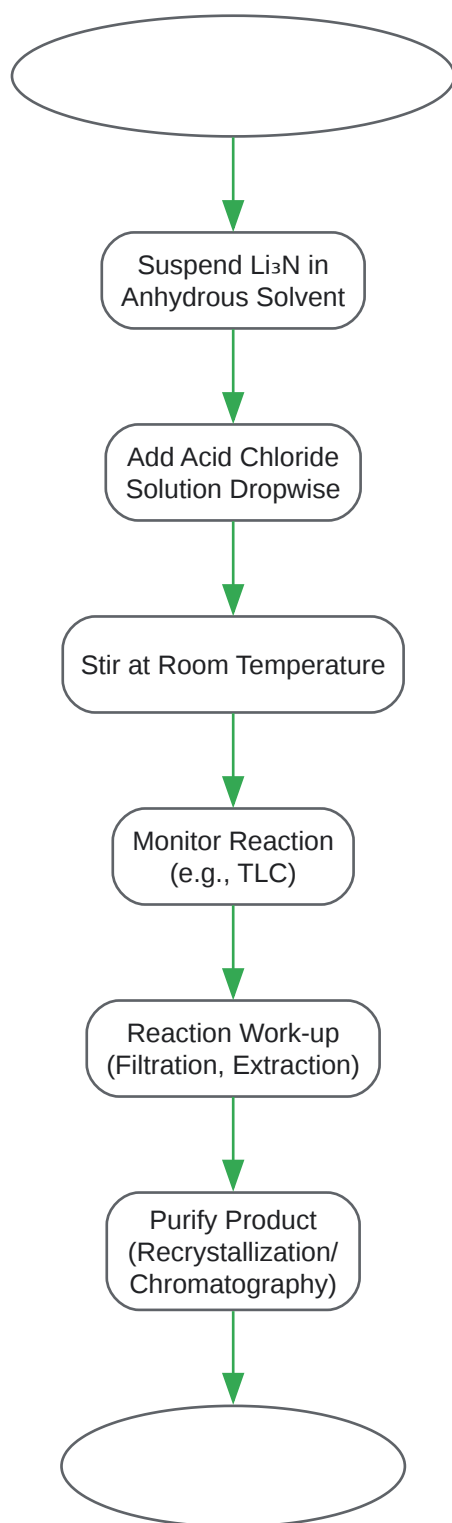 Suspend Li₃N in
Anhydrous Solvent
Add Acid Chloride
Solution Dropwise
Stir at Room Temperature
Monitor Reaction
(e.g., TLC)
Reaction Work-up
(Filtration, Extraction)
Purify Product
(Recrystallization/
Chromatography)